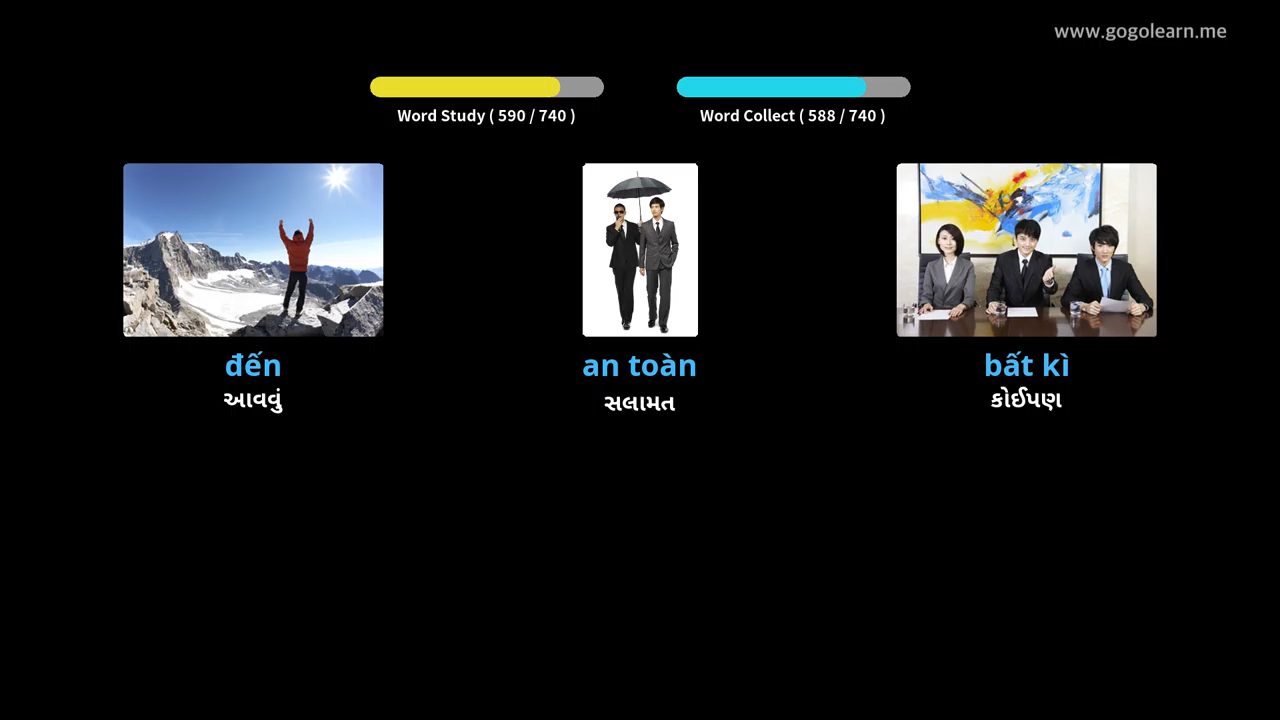 www.gogolearn.me
Word Study ( 590 / 740 )
Word Collect ( 588 / 740 )
đến
an toàn
bất kì
આવવું
સલામત
કોઈપણ